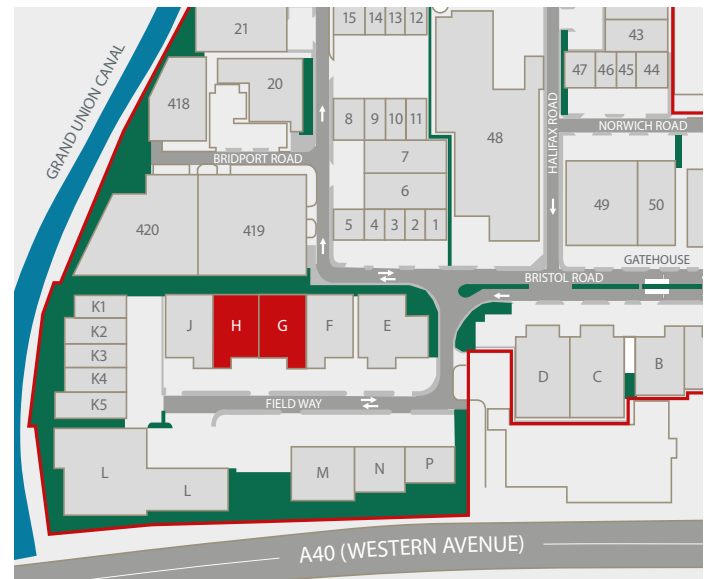 21
15
14
13
12
43
47
46
45
44
20
418
GRAND UNION CANAL
8
9
10
11
48
HALIFAX ROAD
NORWICH ROAD
BRIDPORT ROAD
7
6
49
50
420
419
5
4
3
2
1
GATEHOUSE
BRISTOL ROAD
K1
K2
K3
K4
K5
J
H
G
F
E
D
C
B
FIELD WAY
L
L
M
N
P
A40 (WESTERN AVENUE)